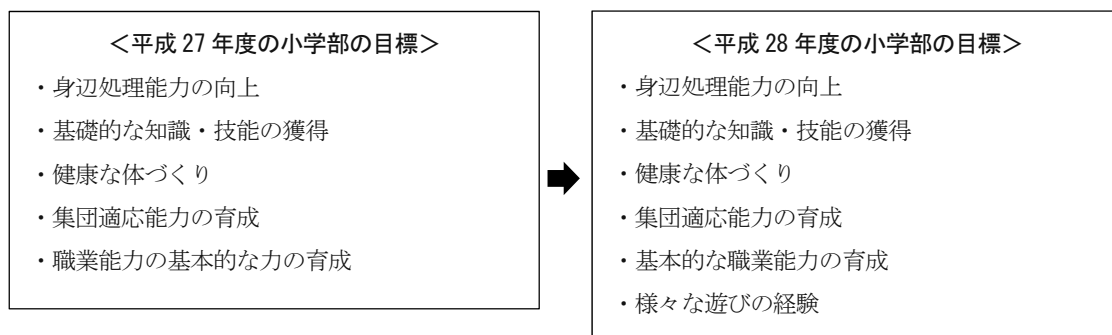 ＜平成 27 年度の小学部の目標＞
・身辺処理能力の向上
・基礎的な知識・技能の獲得
・健康な体づくり
・集団適応能力の育成
・職業能力の基本的な力の育成
＜平成 28 年度の小学部の目標＞
・身辺処理能力の向上
・基礎的な知識・技能の獲得
・健康な体づくり
・集団適応能力の育成
・基本的な職業能力の育成
・様々な遊びの経験